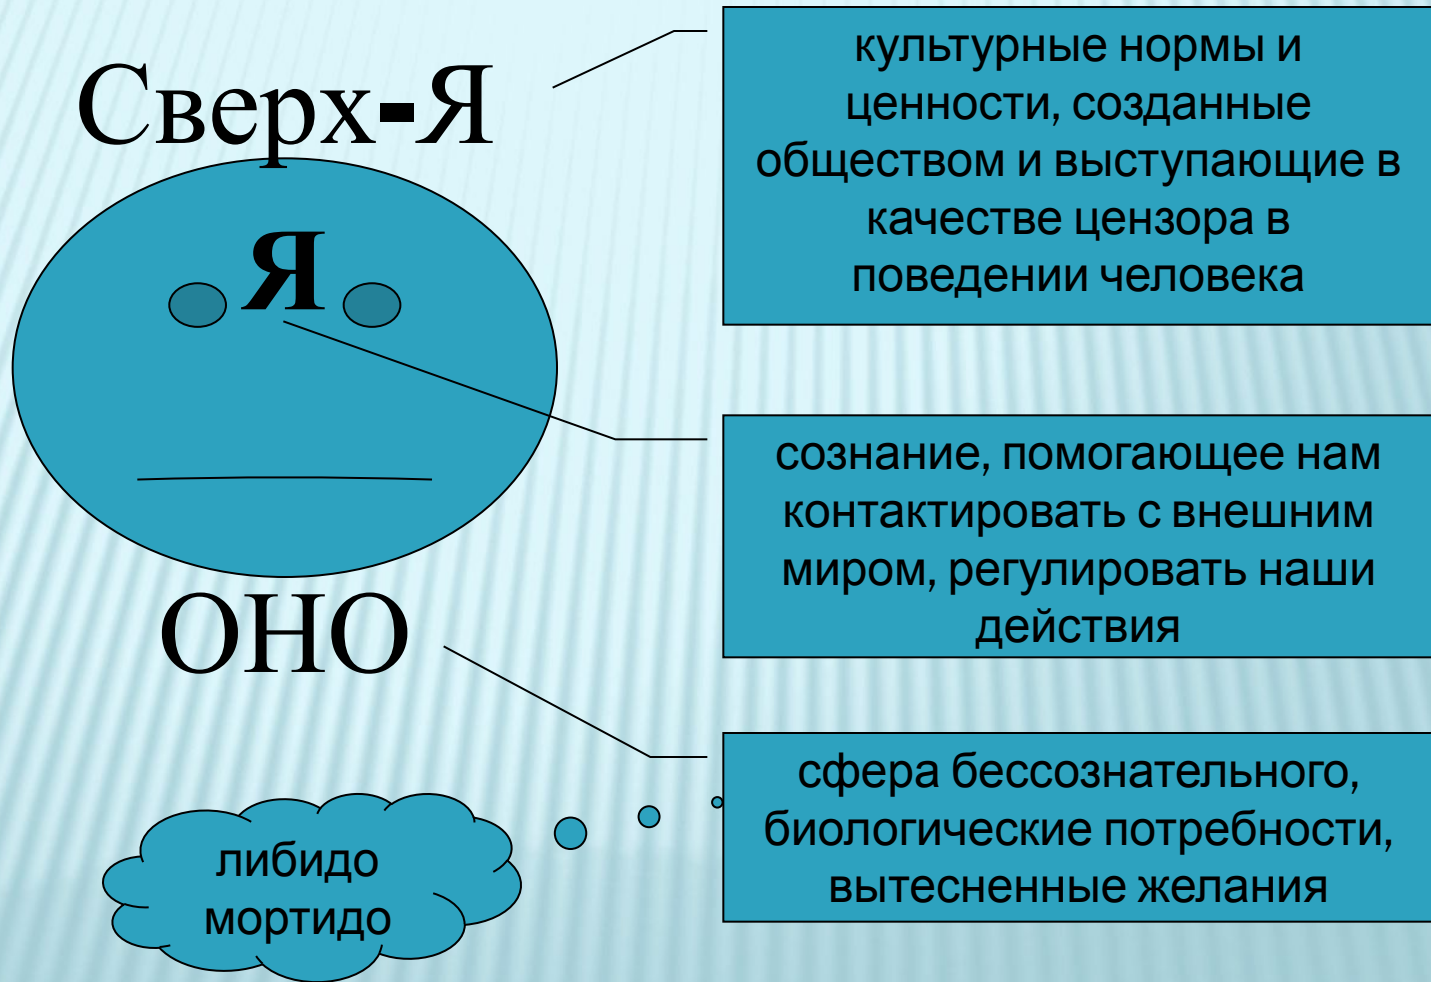 Сверх-Я
культурные нормы и
ценности, созданные
обществом и выступающие в
качестве цензора в
поведении человека
Я
сознание, помогающее нам
контактировать с внешним
миром, регулировать наши
действия
ОНО
сфера бессознательного,
биологические потребности,
вытесненные желания
либидо
мортидо